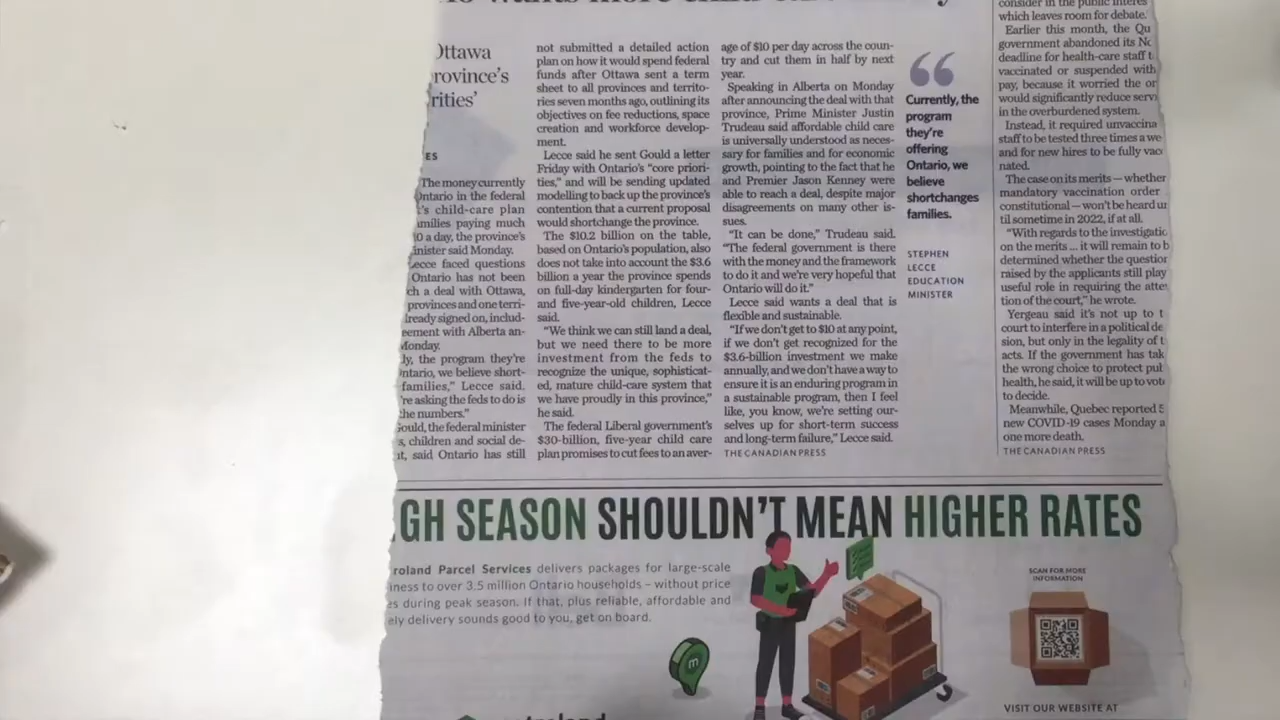 Ottawa
rovince's
rities'
ES
The money currently
Ontario in the federal
t's child-care plan
amilies paying much
0 a day, the province's
inister said Monday.
Lecce faced questions
Ontario has not been
ch a deal with Ottawa,
provinces and one terri-
lready signed on, includ-
eement with Alberta an-
Monday.
ly, the program they're
ntario, we believe short-
families," Lecce said.
're asking the feds to do is
the numbers."
Gould, the federal minister
s, children and social de-
nt, said Ontario has still
not submitted a detailed action
plan on how it would spend federal
funds after Ottawa sent a term
sheet to all provinces and territo-
ries seven months ago, outlining its
objectives on fee reductions, space
creation and workforce develop-
ment.
Lecce said he sent Gould a letter
Friday with Ontario's "core priori-
ties," and will be sending updated
modelling to back up the province's
contention that a current proposal
would shortchange the province.
The $10.2 billion on the table,
based on Ontario's population, also
does not take into account the $3.6
billion a year the province spends
on full-day kindergarten for four-
and five-year-old children, Lecce
said.
"We think we can still land a deal,
but we need there to be more
investment from the feds to
recognize the unique, sophisticat-
ed, mature child-care system that
we have proudly in this province,"
he said.
The federal Liberal government's
$30-billion, five-year child care
plan promises to cut fees to an aver-
age of $10 per day across the coun-
try and cut them in half by next
year.
Speaking in Alberta on Monday
after announcing the deal with that
province, Prime Minister Justin
Trudeau said affordable child care
is universally understood as neces-
sary for families and for economic
growth, pointing to the fact that he
and Premier Jason Kenney were
able to reach a deal, despite major
disagreements on many other is-
sues.
"It can be done," Trudeau said.
"The federal government is there
with the money and the framework
to do it and we're very hopeful that
Ontario will do it."
Lecce said wants a deal that is
flexible and sustainable.
"If we don't get to $10 at any point,
if we don't get recognized for the
$3.6-billion investment we make
annually, and we don't have a way to
ensure it is an enduring program in
a sustainable program, then I feel
like, you know, we're setting our-
selves up for short-term success
and long-term failure," Lecce said.
THE CANADIAN PRESS
“
Currently, the
program
they're
offering
Ontario, we
believe
shortchanges
families.
STEPHEN
LECCE
EDUCATION
MINISTER
consider in the public interes
which leaves room for debate.
Earlier this month, the Qu
government abandoned its No
deadline for health-care staff t
vaccinated or suspended with
pay, because it worried the or
would significantly reduce serv
in the overburdened system.
Instead, it required unvaccina
staff to be tested three times a we
and for new hires to be fully vac
nated.
The case on its merits — whether
mandatory vaccination order
constitutional — won't be heard un
til sometime in 2022, if at all.
"With regards to the investigatio
on the merits ... it will remain to b
determined whether the question
raised by the applicants still play
useful role in requiring the atte
tion of the court," he wrote.
Yergeau said it's not up to t
court to interfere in a political de
sion, but only in the legality of t
acts. If the government has tak
the wrong choice to protect pul
health, he said, it will be up to vote
to decide.
Meanwhile, Quebec reported 5
new COVID-19 cases Monday a
one more death.
THE CANADIAN PRESS
GH SEASON SHOULDN'T MEAN HIGHER RATES
roland Parcel Services delivers packages for large-scale
iness to over 3.5 million Ontario households – without price
es during peak season. If that, plus reliable, affordable and
ely delivery sounds good to you, get on board.
m
SCAN FOR MORE
INFORMATION
VISIT OUR WEBSITE AT